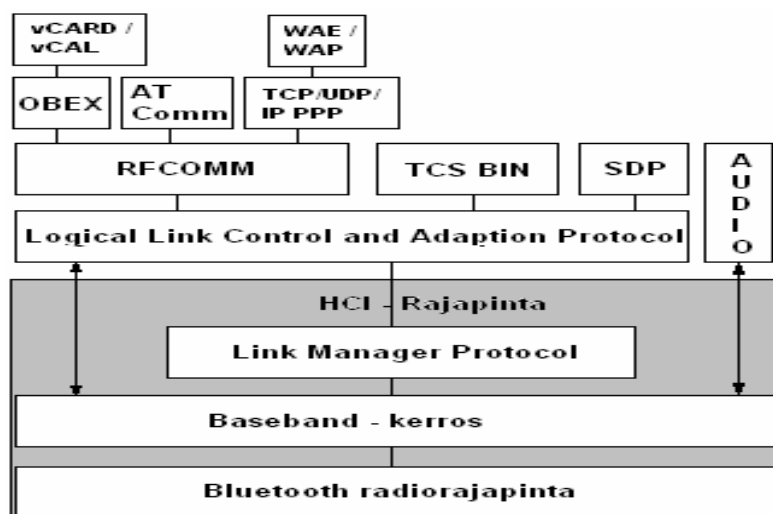 vCARD /
vCAL
WAE /
WAP
OBEX
AT
Comm
TCP/UDP/
IP PPP
RFCOMM
TCS BIN
SDP
A
U
D
I
O
Logical Link Control and Adaption Protocol
HCI - Rajapinta
Link Manager Protocol
Baseband - kerros
Bluetooth radiorajapinta